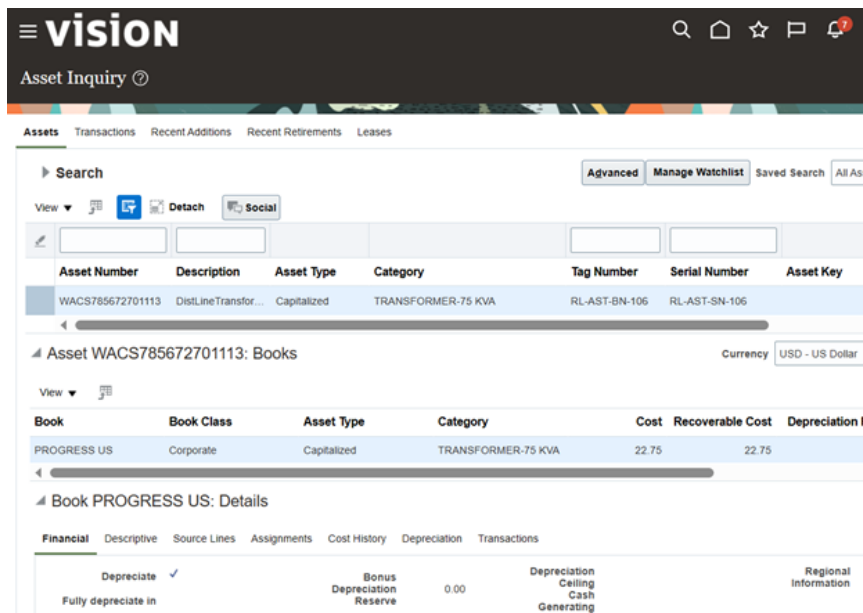 vision
7
Asset Inquiry
Assets Transactions Recent Additions Recent Retirements Leases
Search Advanced Manage Watchlist Saved Search All As
View Detach Social
Asset Number Description Asset Type Category Tag Number Serial Number Asset Key
WACS785672701113 DistLineTransfor... Capitalized TRANSFORMER-75 KVA RL-AST-BN-106 RL-AST-SN-106
Asset WACS785672701113: Books Currency USD - US Dollar
View
Book Book Class Asset Type Category Cost Recoverable Cost Depreciation
PROGRESS US Corporate Capitalized TRANSFORMER-75 KVA 22.75 22.75
Book PROGRESS US: Details
Financial Descriptive Source Lines Assignments Cost History Depreciation Transactions
Depreciate Bonus Depreciation Regional
Depreciation 0.00 Ceiling Information
Fully depreciate in Reserve Cash
Generating